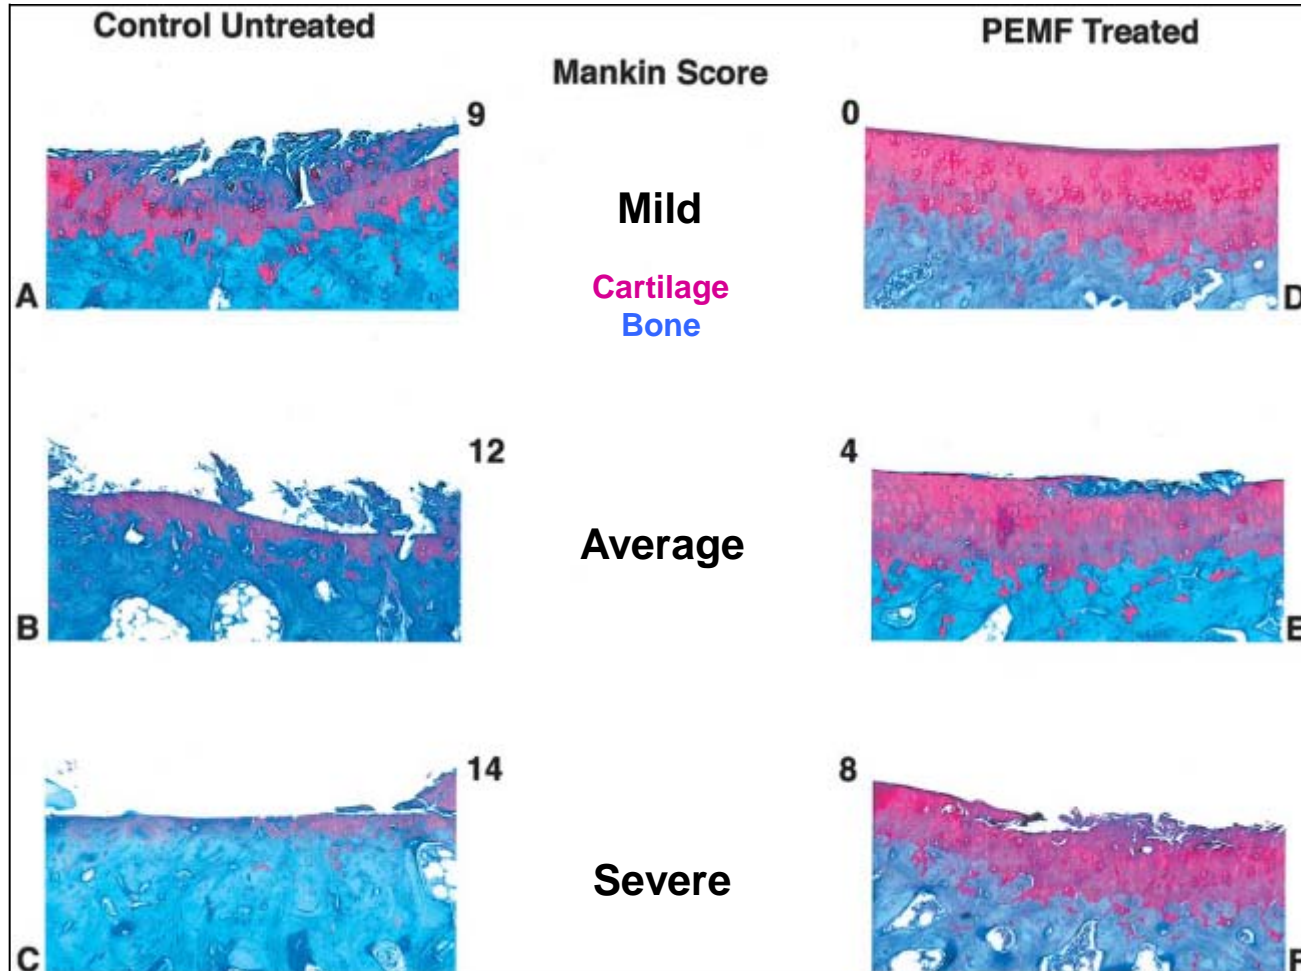 Control Untreated
PEMF Treated
Mankin Score
9
0
Mild
Cartilage
Bone
A
D
12
4
Average
B
E
14
8
Severe
C
F